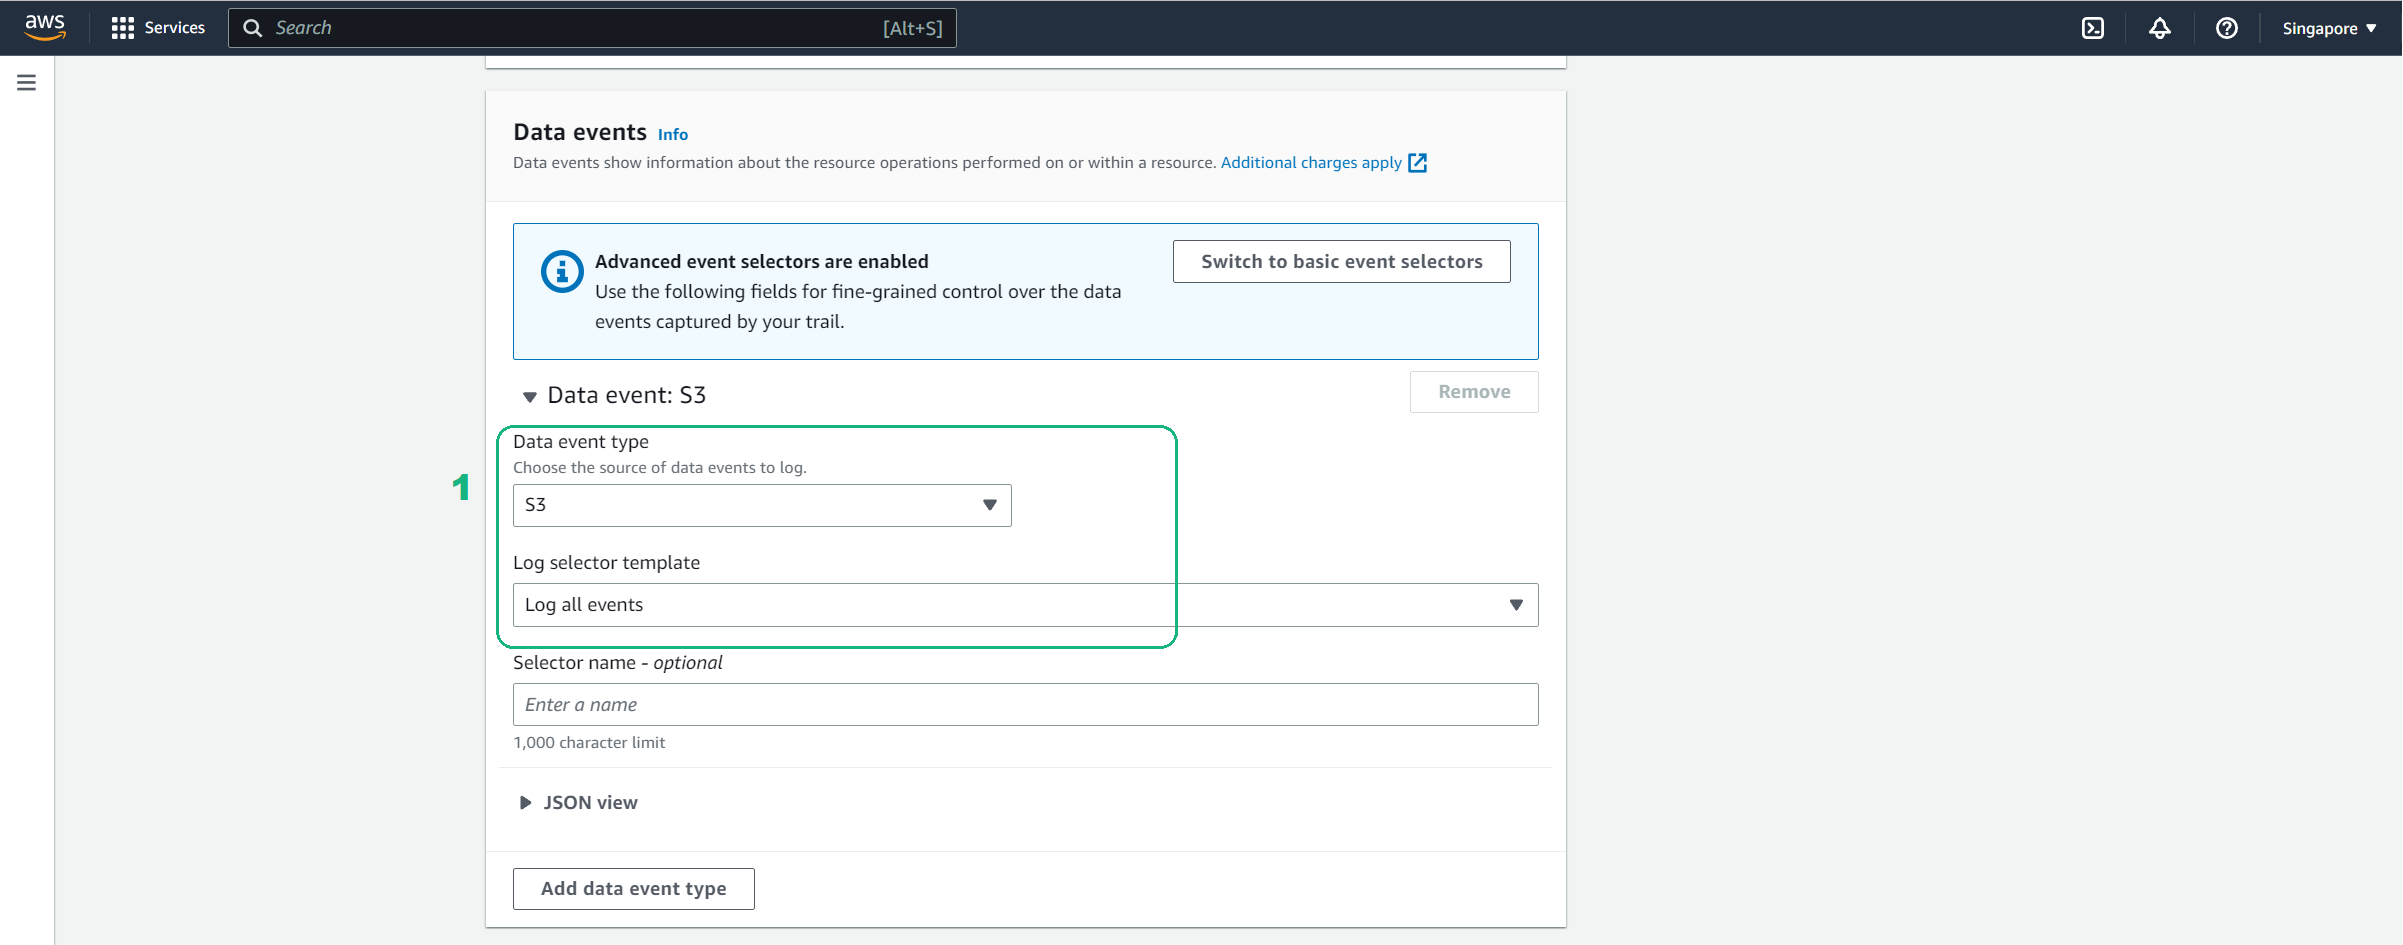 aws
Services
Search
[Alt+S]
Singapore
Data events Info
Data events show information about the resource operations performed on or within a resource. Additional charges apply
Advanced event selectors are enabled
Switch to basic event selectors
Use the following fields for fine-grained control over the data
events captured by your trail.
Data event: S3
Remove
1
Data event type
Choose the source of data events to log.
S3
Log selector template
Log all events
Selector name - optional
Enter a name
1,000 character limit
JSON view
Add data event type